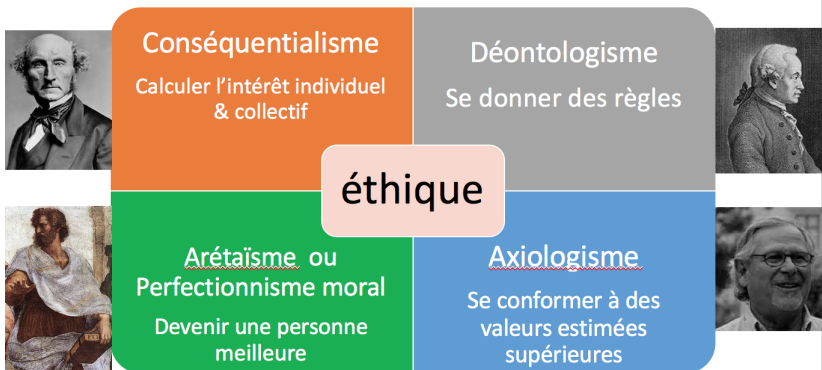 Conséquentialisme
Calculer l’intérêt individuel
& collectif
Déontologisme
Se donner des règles
éthique
Arétaïsme ou
Perfectionnisme moral
Devenir une personne
meilleure
Axiologisme
Se conformer à des
valeurs estimées
supérieures